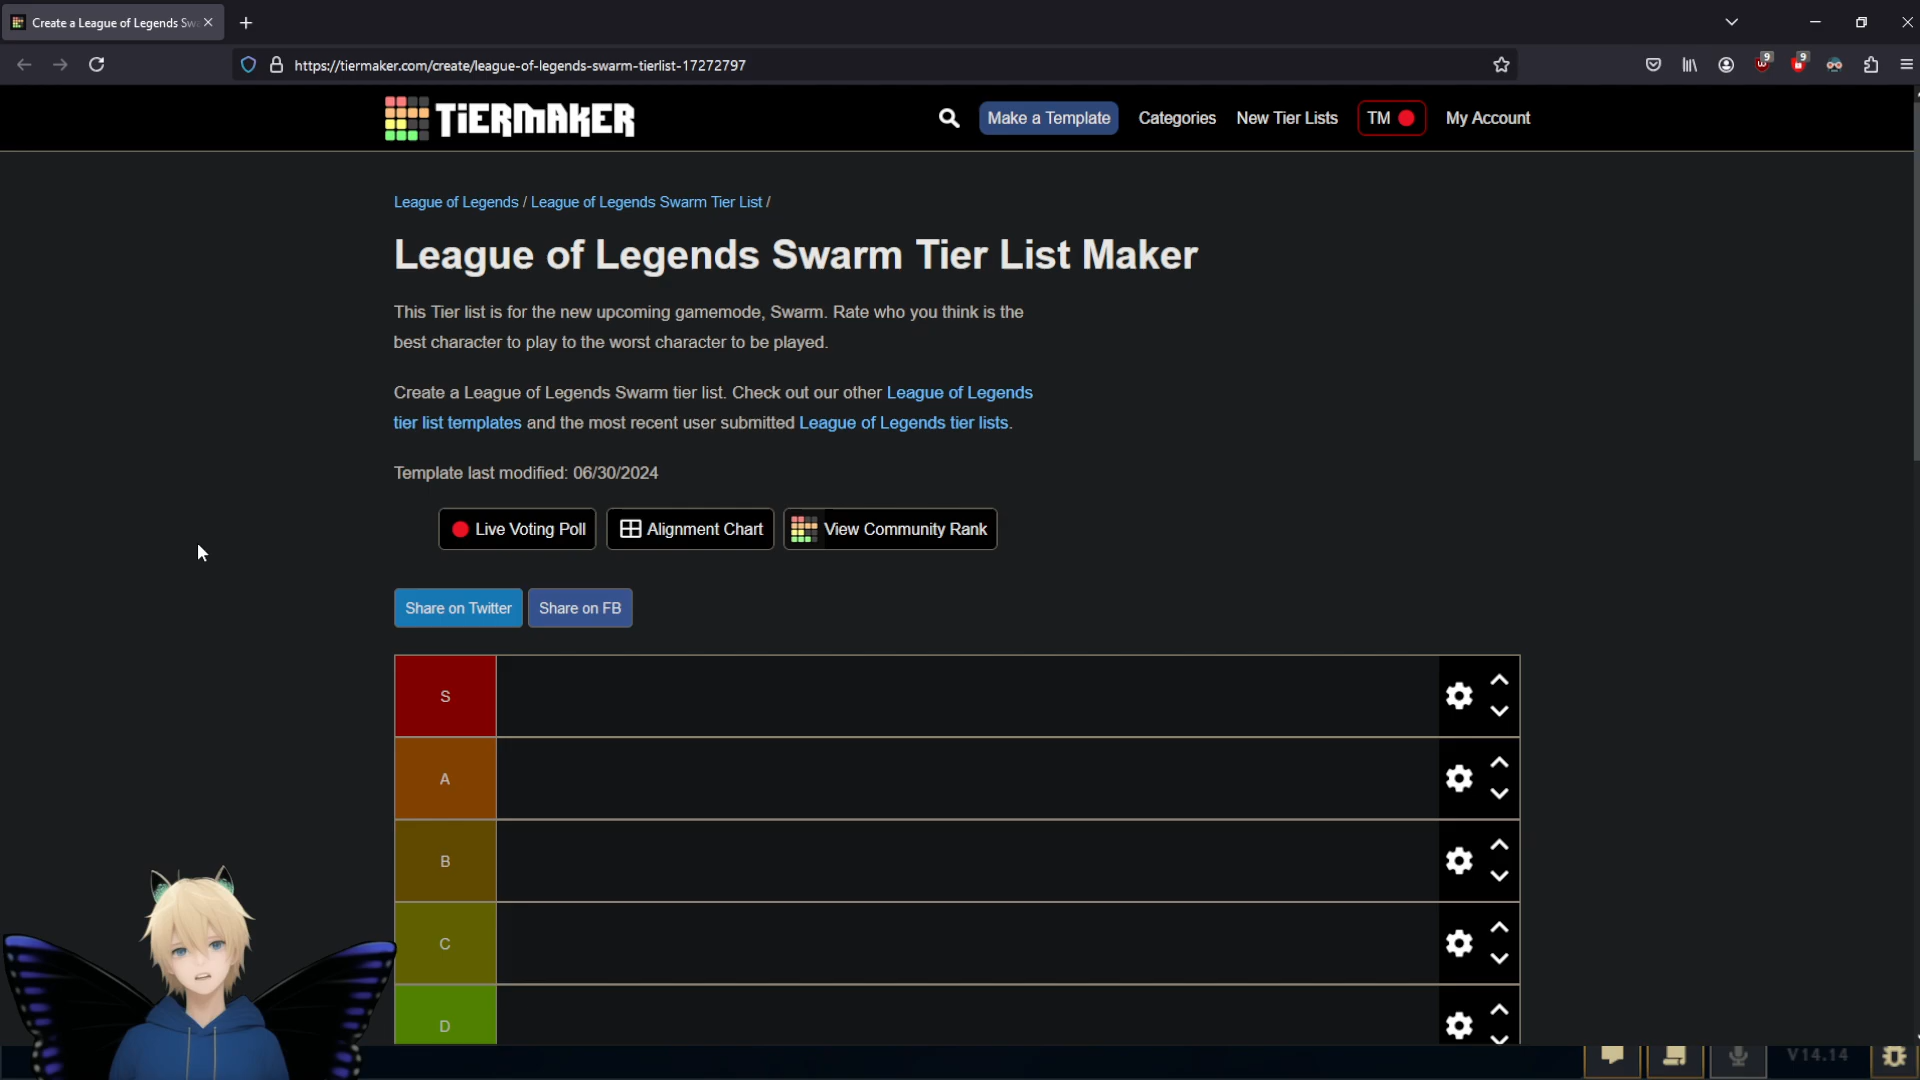 Create a League of Legends Sw
https://tiermaker.com/create/league-of-legends-swarm-tierlist-17272797
9
9
TiERMAKER
Make a Template
Categories
New Tier Lists
TM
My Account
League of Legends / League of Legends Swarm Tier List /
League of Legends Swarm Tier List Maker
This Tier list is for the new upcoming gamemode, Swarm. Rate who you think is the
best character to play to the worst character to be played.
Create a League of Legends Swarm tier list. Check out our other League of Legends
tier list templates and the most recent user submitted League of Legends tier lists.
Template last modified: 06/30/2024
Live Voting Poll
Alignment Chart
View Community Rank
Share on Twitter
Share on FB
S
A
B
C
D
V14.14